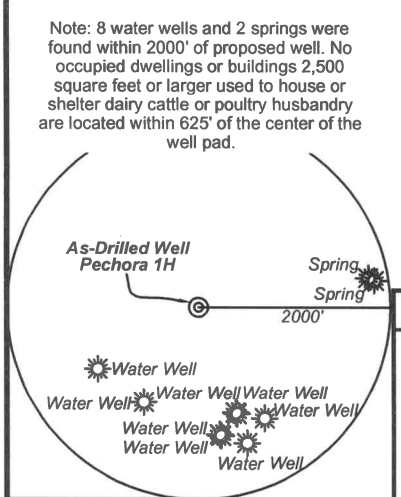 Note: 8 water wells and 2 springs were
found within 2000' of proposed well. No
occupied dwellings or buildings 2,500
square feet or larger used to house or
shelter dairy cattle or poultry husbandry
are located within 625' of the center of the
well pad.
As-Drilled Well
Pechora 1H
Spring
Spring
2000'
Water Well
Water Well
Water Well
Water Well
Water Well
Water Well
Water Well
Water Well